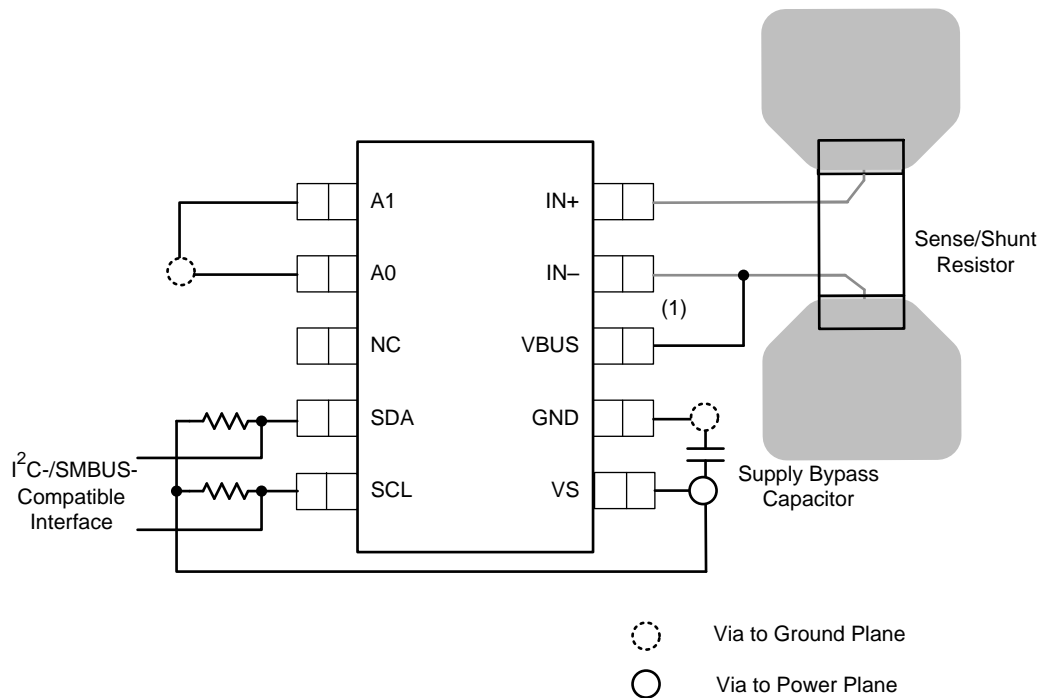 A1
A0
NC
SDA
SCL
IN+
IN–
(1)
VBUS
GND
VS
Sense/Shunt
Resistor
Supply Bypass
Capacitor
I²C-/SMBUS-
Compatible
Interface
Via to Ground Plane
Via to Power Plane